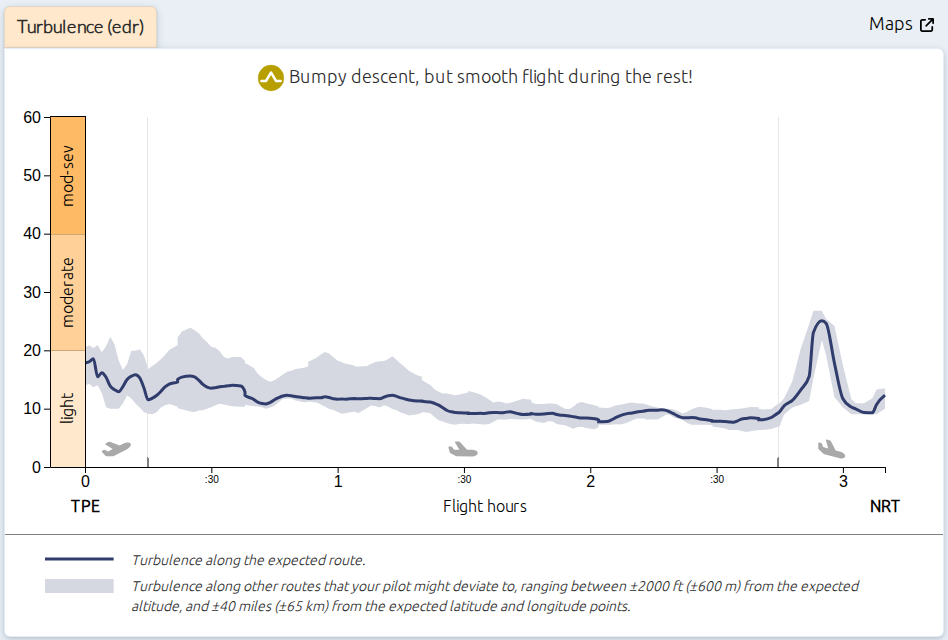 Turbulence (edr)
Maps
Bumpy descent, but smooth flight during the rest!
60
50
40
30
20
10
0
mod-sev
moderate
light
0
:30
1
:30
2
:30
3
TPE
Flight hours
NRT
Turbulence along the expected route.
Turbulence along other routes that your pilot might deviate to, ranging between ±2000 ft (±600 m) from the expected
altitude, and ±40 miles (±65 km) from the expected latitude and longitude points.